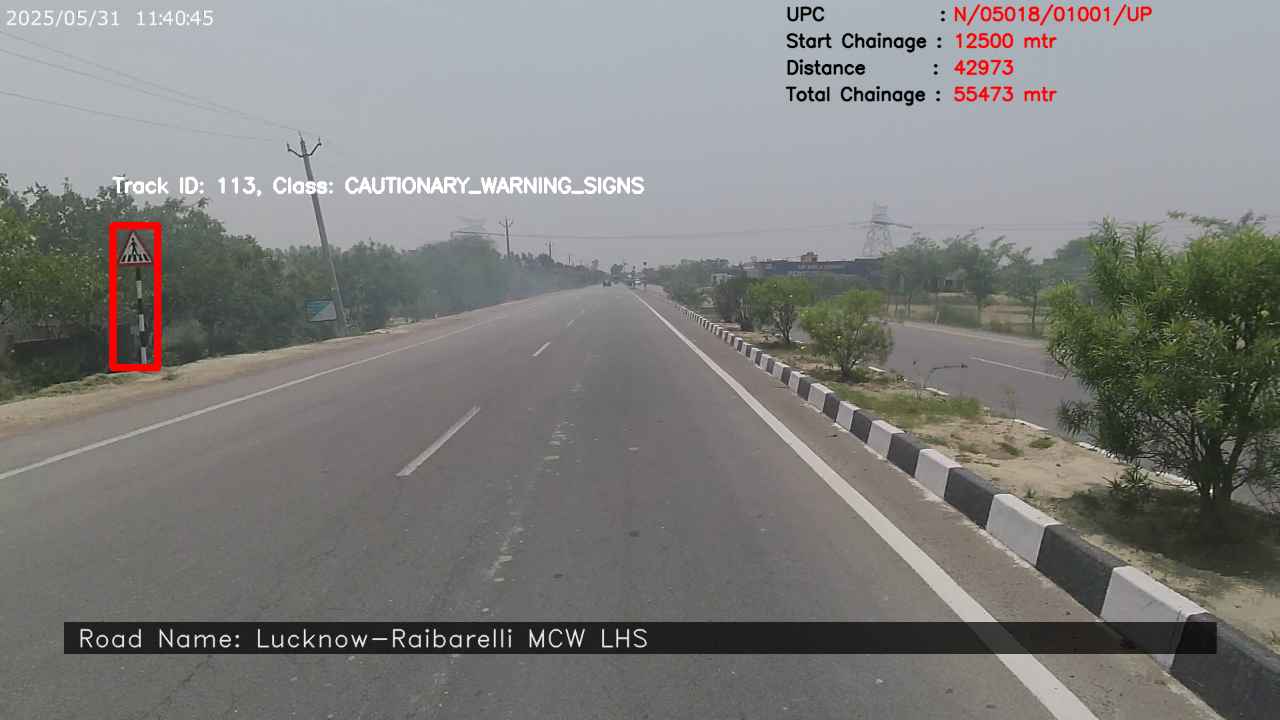 2025/05/31 11:40:45
UPC : N/05018/01001/UP
Start Chainage : 12500 mtr
Distance : 42973
Total Chainage : 55473 mtr
Track ID: 113, Class: CAUTIONARY_WARNING_SIGNS
Road Name: Lucknow-Raibarelli MCW LHS